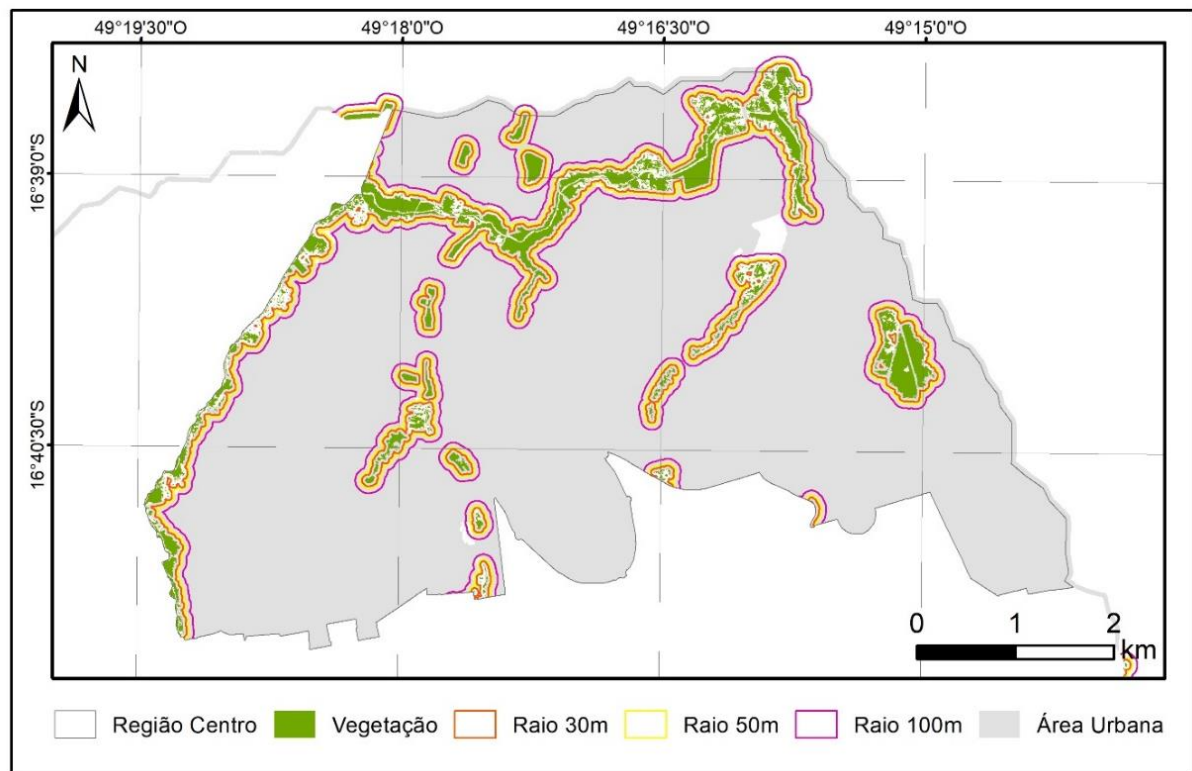 49°19'30"O 49°18'0"O 49°16'30"O 49°15'0"O
N
16°39'0"S
16°40'30"S
0 1 2
km
Região Centro Vegetação Raio 30m Raio 50m Raio 100m Área Urbana